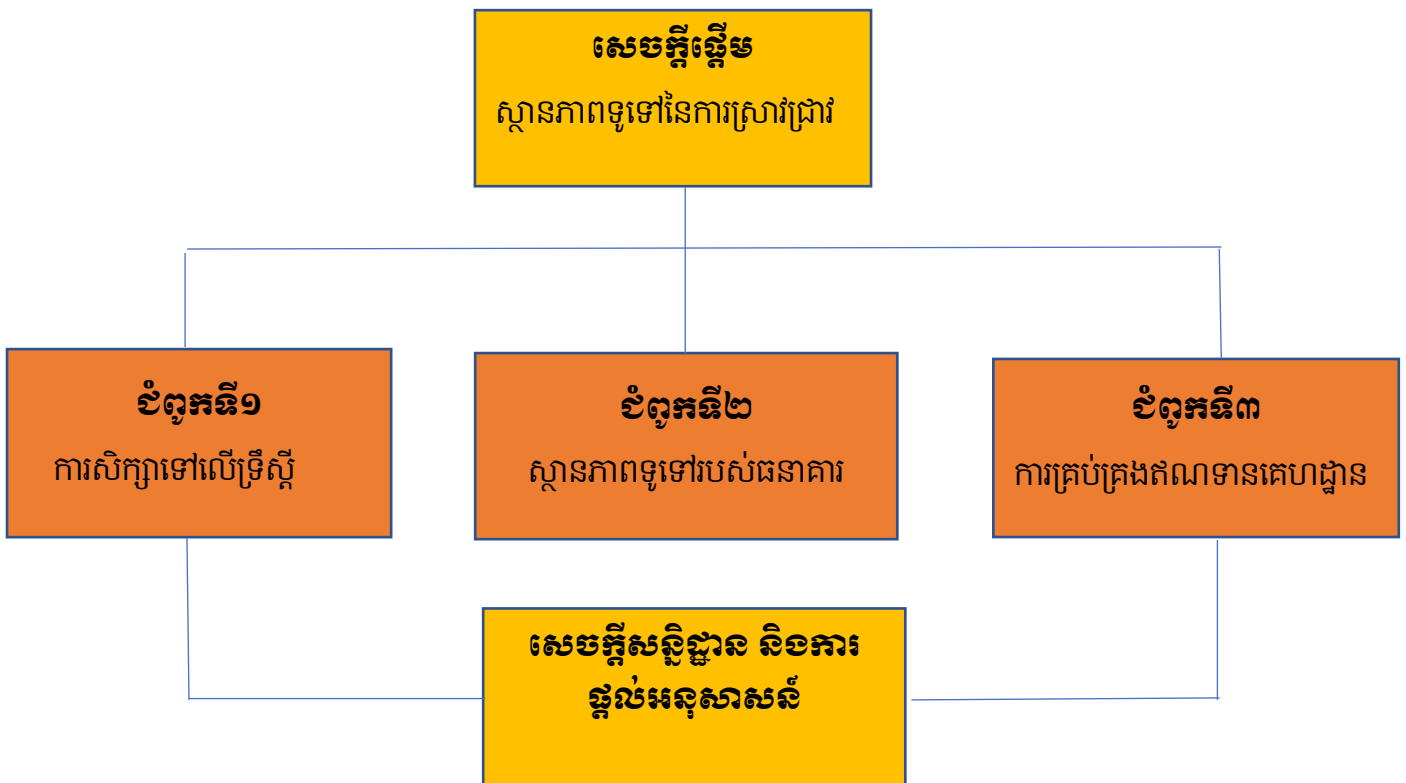 សេចក្តីផ្តើម
ស្ថានភាពទូទៅនៃការស្រាវជ្រាវ
ជំពូកទី១
ការសិក្សាទៅលើទ្រឹស្តី
ជំពូកទី២
ស្ថានភាពទូទៅរបស់ធនាគារ
ជំពូកទី៣
ការគ្រប់គ្រងឥណទានគេហដ្ឋាន
សេចក្តីសន្និដ្ឋាន និងការ
ផ្តល់អនុសាសន៍